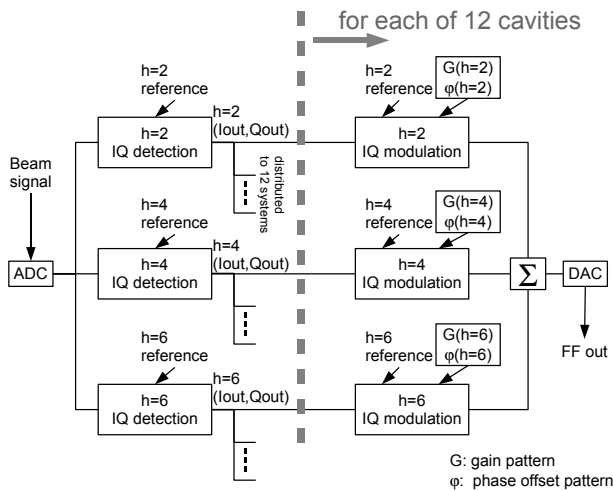 for each of 12 cavities
h=2
reference
h=2
IQ detection
h=2
(Iout,Qout)
distributed
to 12 systems
h=2
reference
G(h=2)
φ(h=2)
h=2
IQ modulation
Beam
signal
ADC
h=4
reference
h=4
IQ detection
h=4
(Iout,Qout)
h=4
reference
G(h=4)
φ(h=4)
h=4
IQ modulation
Σ
DAC
FF out
h=6
reference
h=6
IQ detection
h=6
(Iout,Qout)
h=6
reference
G(h=6)
φ(h=6)
h=6
IQ modulation
G: gain pattern
φ: phase offset pattern